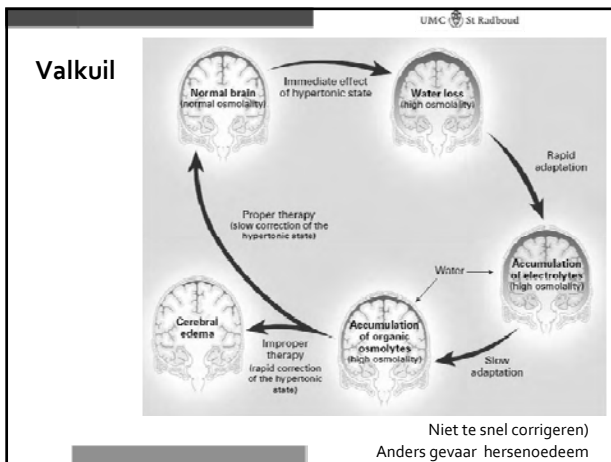 UMC St Radboud
Valkuil
Normal brain
(normal osmolality)
Immediate effect
of hypertonic state
Water loss
(high osmolality)
Rapid
adaptation
Accumulation
of electrolytes
(high osmolality)
Water
Slow
adaptation
Accumulation
of organic
osmolytes
(high osmolality)
Proper therapy
(slow correction of the
hypertonic state)
Improper
therapy
(rapid correction
of the hypertonic
state)
Cerebral
edema
Niet te snel corrigeren)
Anders gevaar hersenoedeem